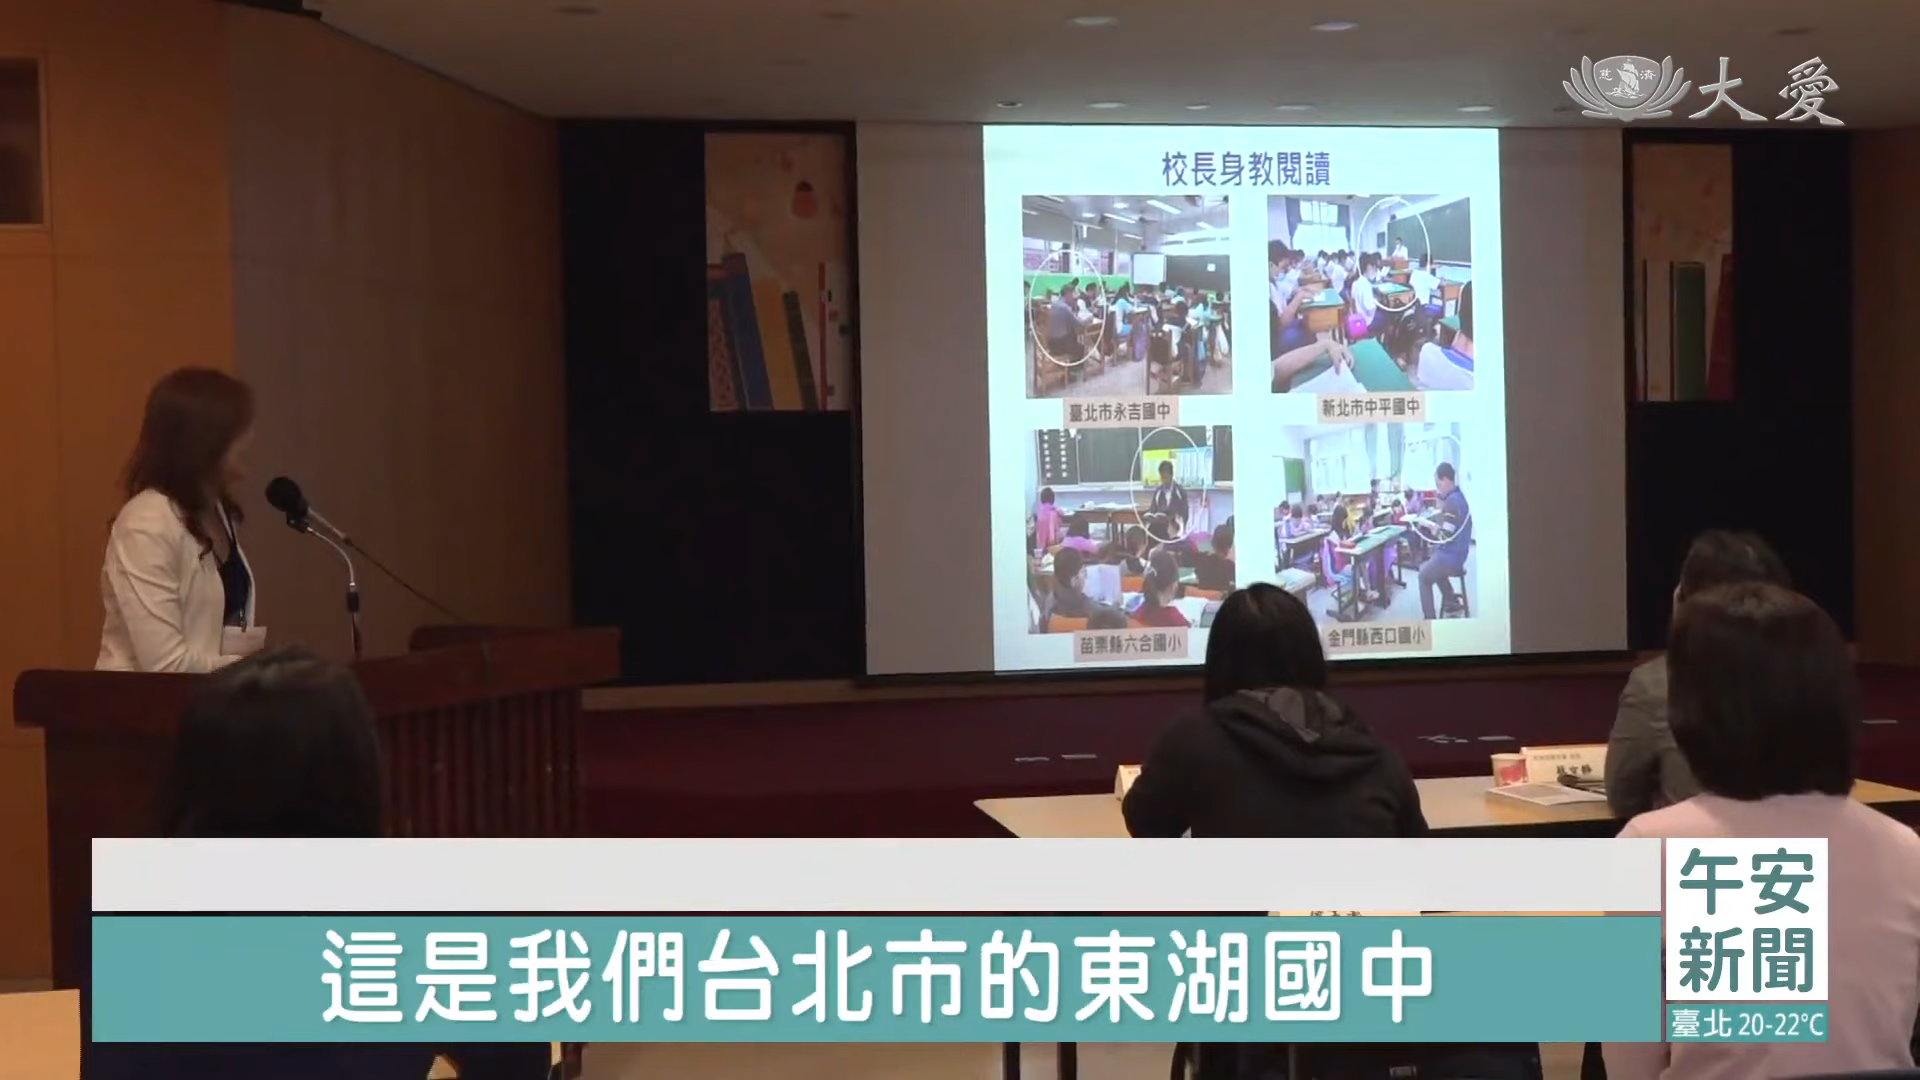 慈濟 大愛
校長身教閱讀
臺北市永吉國中
新北市中平國中
苗栗縣六合國小
金門縣西口國小
這是我們台北市的東湖國中
午安
新聞
臺北 20-22°C